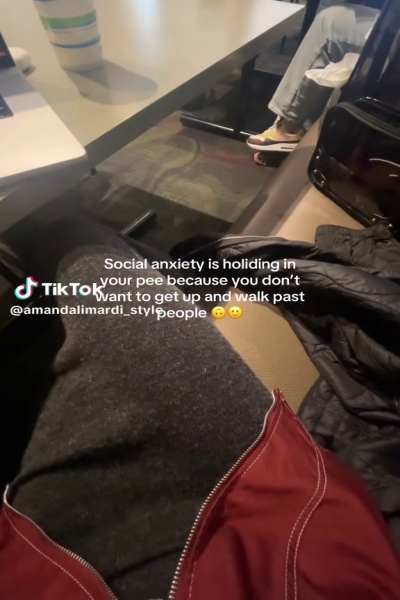 Social anxiety is holiding in
your pee because you don't
want to get up and walk past
people 🙃😐
TikTok
@amandalimardi_style